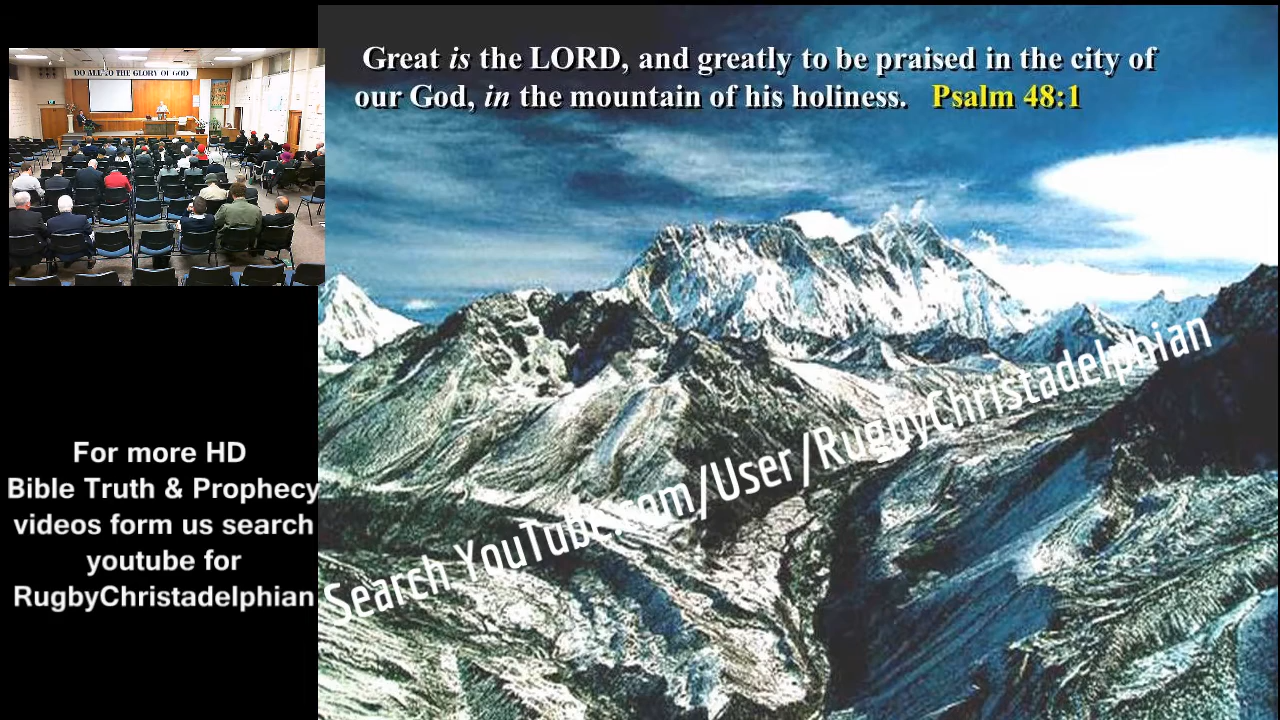 Great is the LORD, and greatly to be praised in the city of
our God, in the mountain of his holiness. Psalm 48:1
DO ALL TO THE GLORY OF GOD
For more HD
Bible Truth & Prophecy
videos form us search
youtube for
RugbyChristadelphian
Search YouTube.com/User/RugbyChristadelphian